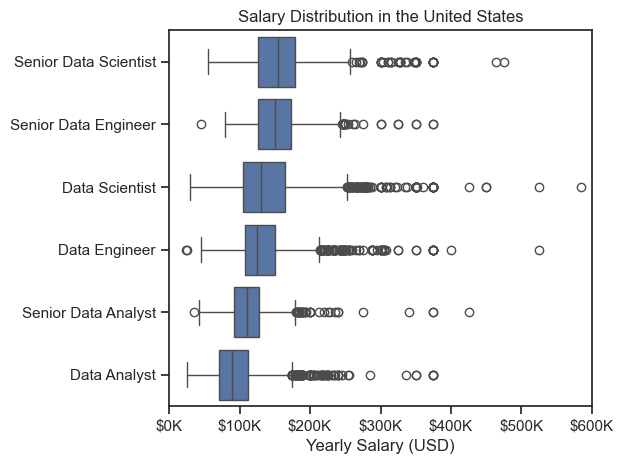 Salary Distribution in the United States
Senior Data Scientist
Senior Data Engineer
Data Scientist
Data Engineer
Senior Data Analyst
Data Analyst
$0K $100K $200K $300K $400K $500K $600K
Yearly Salary (USD)